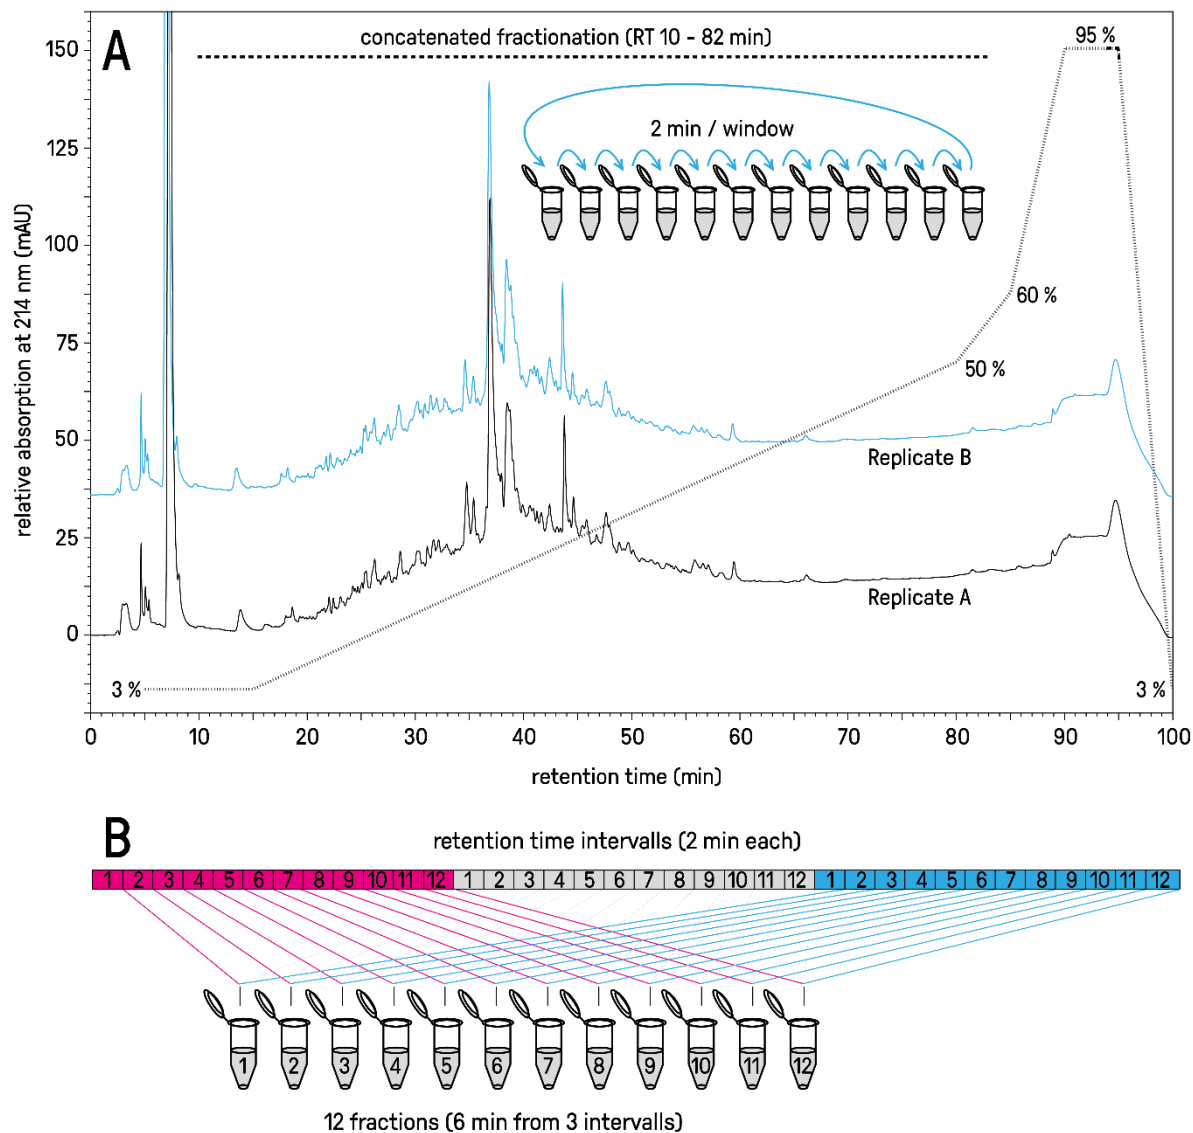 A
concatenated fractionation (RT 10 - 82 min)
2 min / window
95 %
60 %
50 %
3 %
3 %
Replicate B
Replicate A
relative absorption at 214 nm (mAU)
150
125
100
75
50
25
0
0 10 20 30 40 50 60 70 80 90 100
retention time (min)
B
retention time intervalls (2 min each)
1 2 3 4 5 6 7 8 9 10 11 12 1 2 3 4 5 6 7 8 9 10 11 12 1 2 3 4 5 6 7 8 9 10 11 12
1 2 3 4 5 6 7 8 9 10 11 12
12 fractions (6 min from 3 intervalls)